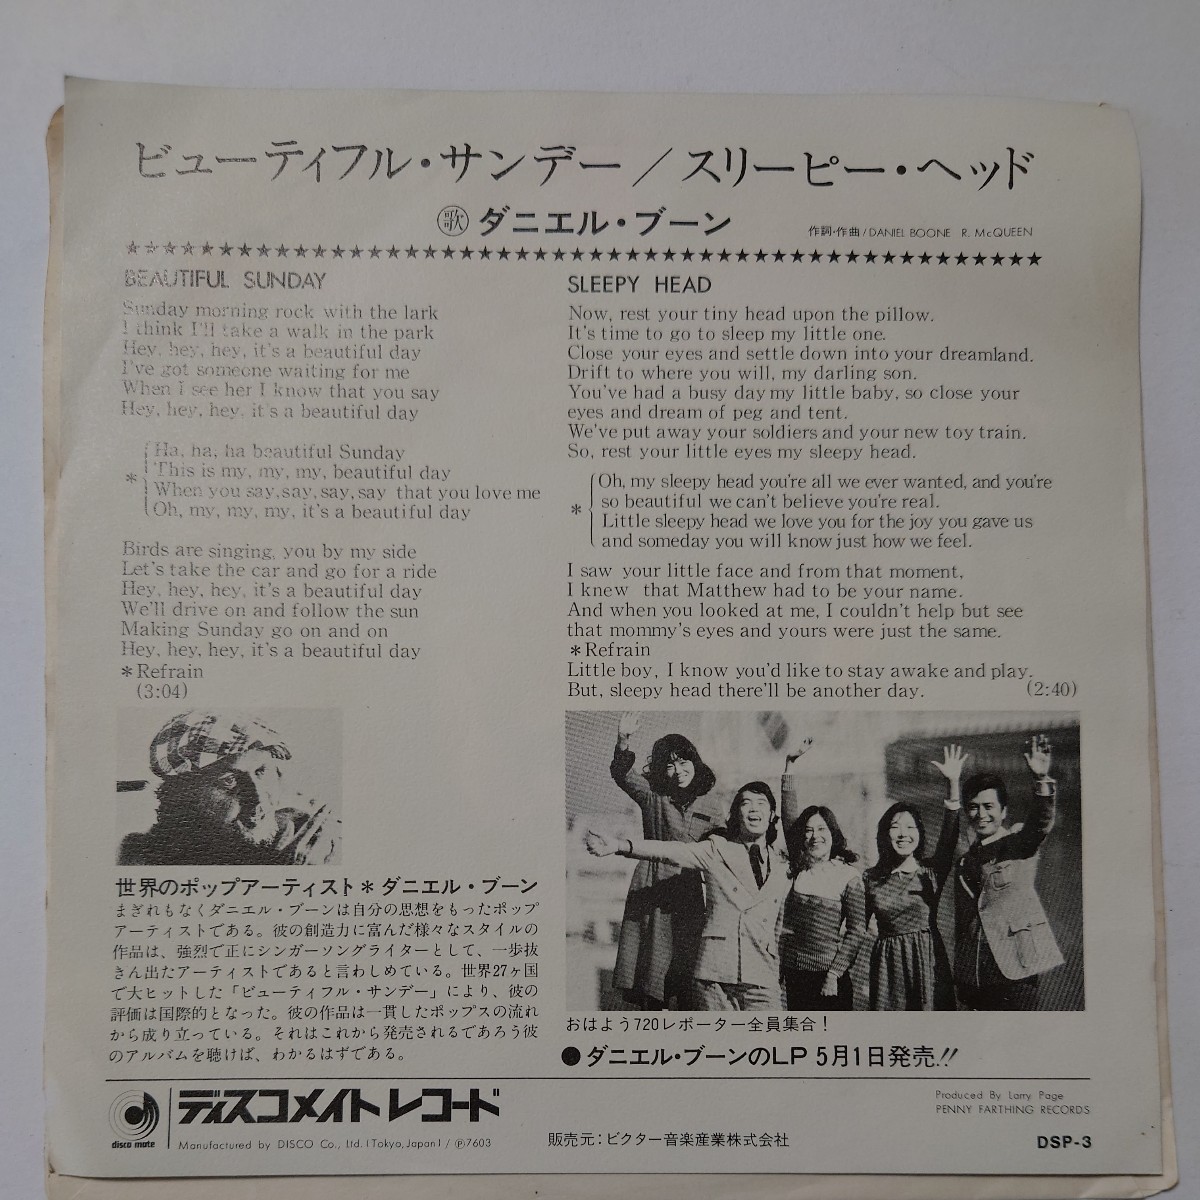 ビューティフル・サンデー／スリーピー・ヘッド
㊙歌 ダニエル・ブーン
作詞・作曲/DANIEL BOONE R. McQUEEN
BEAUTIFUL SUNDAY
Sunday morning rock with the lark
I think I'll take a walk in the park
Hey, hey, hey, it's a beautiful day
I've got someone waiting for me
When I see her I know that you say
Hey, hey, hey, it's a beautiful day
Ha, ha, ha beautiful Sunday
This is my, my, my, beautiful day
* When you say, say, say, say that you love me
Oh, my, my, my, it's a beautiful day
Birds are singing, you by my side
Let's take the car and go for a ride
Hey, hey, hey, it's a beautiful day
We'll drive on and follow the sun
Making Sunday go on and on
Hey, hey, hey, it's a beautiful day
*Refrain
(3:04)
SLEEPY HEAD
Now, rest your tiny head upon the pillow.
It's time to go to sleep my little one.
Close your eyes and settle down into your dreamland.
Drift to where you will, my darling son.
You've had a busy day my little baby, so close your
eyes and dream of peg and tent.
We've put away your soldiers and your new toy train.
So, rest your little eyes my sleepy head.
Oh, my sleepy head you're all we ever wanted, and you're
so beautiful we can't believe you're real.
* Little sleepy head we love you for the joy you gave us
and someday you will know just how we feel.
I saw your little face and from that moment,
I knew that Matthew had to be your name.
And when you looked at me, I couldn't help but see
that mommy's eyes and yours were just the same.
*Refrain
Little boy, I know you'd like to stay awake and play.
But, sleepy head there'll be another day. (2:40)
世界のポップアーティスト＊ダニエル・ブーン
まぎれもなくダニエル・ブーンは自分の思想をもったポップ
アーティストである。彼の創造力に富んだ様々なスタイルの
作品は、強烈で正にシンガーソングライターとして、一歩抜
きん出たアーティストであると言わしめている。世界27ヶ国
で大ヒットした「ビューティフル・サンデー」により、彼の
評価は国際的となった。彼の作品は一貫したポップスの流れ
から成り立っている。それはこれから発売されるであろう彼
のアルバムを聴けば、わかるはずである。
おはよう720レポーター全員集合！
●ダニエル・ブーンのLP 5月1日発売!!
disco mate
ディスコメイトレコード
Manufactured by DISCO Co., Ltd. (Tokyo, Japan) / Ⓟ7603
販売元：ビクター音楽産業株式会社
Produced By Larry Page
PENNY FARTHING RECORDS
DSP-3